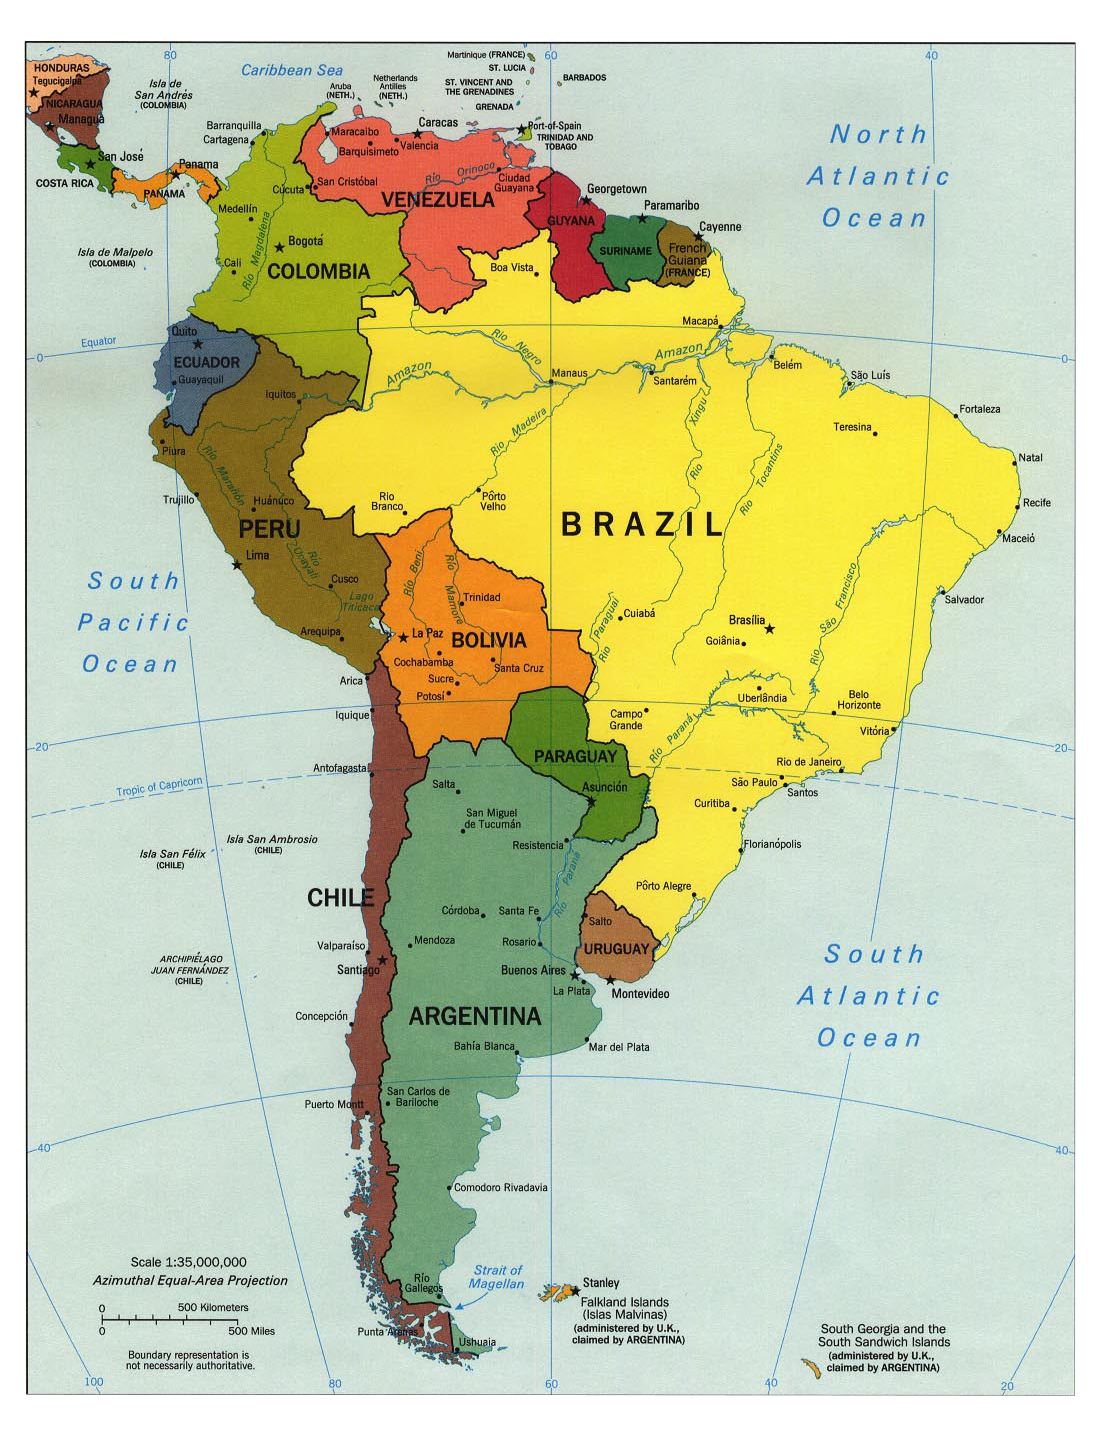 80
60
40
HONDURAS
Tegucigalpa
NICARAGUA
Managua
Isla de
San Andrés
(COLOMBIA)
Caribbean Sea
Aruba
(NETH.)
Netherlands
Antilles
(NETH.)
Martinique (FRANCE)
ST. LUCIA
ST. VINCENT AND
THE GRENADINES
BARBADOS
GRENADA
Port-of-Spain
TRINIDAD AND
TOBAGO
North
Atlantic
Ocean
San José
COSTA RICA
Panama
PANAMA
Barranquilla
Cartagena
Maracaibo
Caracas
Barquisimeto
Valencia
Cúcuta
San Cristóbal
Río Orinoco
Ciudad
Guayana
VENEZUELA
Georgetown
GUYANA
Paramaribo
SURINAME
Cayenne
French
Guiana
(FRANCE)
Medellín
Río Magdalena
Bogotá
Cali
COLOMBIA
Isla de Malpelo
(COLOMBIA)
Boa Vista
Macapá
Equator
0
0
Quito
ECUADOR
Guayaquil
Rio Negro
Amazon
Amazon
Manaus
Santarém
Belém
São Luís
Iquitos
Fortaleza
Teresina
Rio Madeira
Xingu
Rio
Rio Tocantins
Piura
Río Marañón
Natal
Trujillo
Huánuco
Rio
Branco
Pôrto
Velho
Recife
Maceió
PERU
BRAZIL
Lima
Río
Ucayali
Cusco
Río Beni
Río Mamoré
Lago
Titicaca
Trinidad
South
Pacific
Ocean
Arequipa
La Paz
BOLIVIA
Cochabamba
Santa Cruz
Sucre
Potosí
Cuiabá
Rio Paraguai
Brasília
Goiânia
Rio São Francisco
Salvador
Arica
Iquique
Uberlândia
Belo
Horizonte
Campo
Grande
Vitória
20
20
PARAGUAY
Rio Paraná
Antofagasta
Tropic of Capricorn
Asunción
Rio de Janeiro
São Paulo
Santos
Curitiba
Salta
San Miguel
de Tucumán
Resistencia
Florianópolis
Isla San Ambrosio
(CHILE)
Isla San Félix
(CHILE)
Río Paraná
Pôrto Alegre
CHILE
Córdoba
Santa Fe
Salto
Mendoza
Rosario
URUGUAY
Valparaíso
Santiago
Buenos Aires
La Plata
Montevideo
ARCHIPIÉLAGO
JUAN FERNÁNDEZ
(CHILE)
South
Atlantic
Ocean
Concepción
ARGENTINA
Bahía Blanca
Mar del Plata
San Carlos de
Bariloche
Puerto Montt
40
40
Comodoro Rivadavia
Scale 1:35,000,000
Azimuthal Equal-Area Projection
0
500 Kilometers
0
500 Miles
Boundary representation is
not necessarily authoritative.
Río
Gallegos
Strait of
Magellan
Stanley
Falkland Islands
(Islas Malvinas)
(administered by U.K.,
claimed by ARGENTINA)
Punta Arenas
Ushuaia
South Georgia and the
South Sandwich Islands
(administered by U.K.,
claimed by ARGENTINA)
100
80
60
40
20